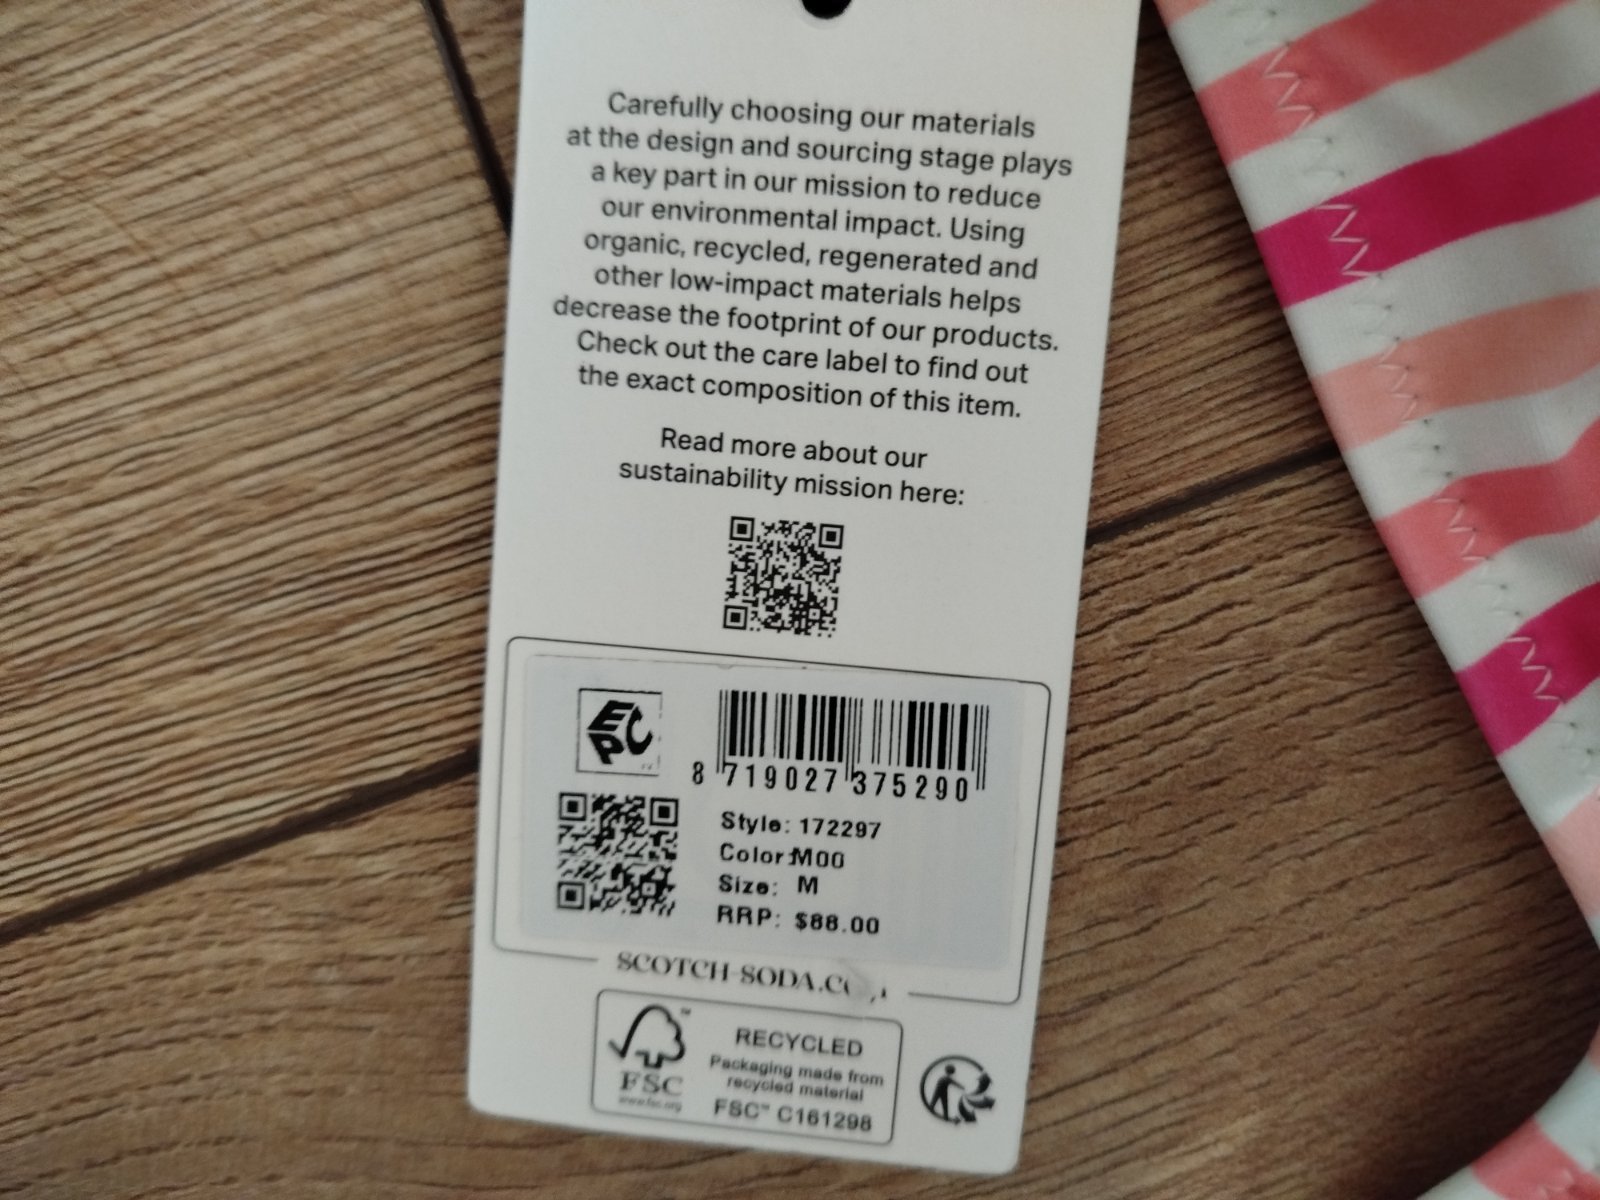 Carefully choosing our materials
at the design and sourcing stage plays
a key part in our mission to reduce
our environmental impact. Using
organic, recycled, regenerated and
other low-impact materials helps
decrease the footprint of our products.
Check out the care label to find out
the exact composition of this item.
Read more about our
sustainability mission here:
EPC
8 719027 375290
Style: 172297
Color:M00
Size: M
RRP: $88.00
SCOTCH-SODA.
FSC
www.fsc.org
RECYCLED
Packaging made from
recycled material
FSC™ C161298